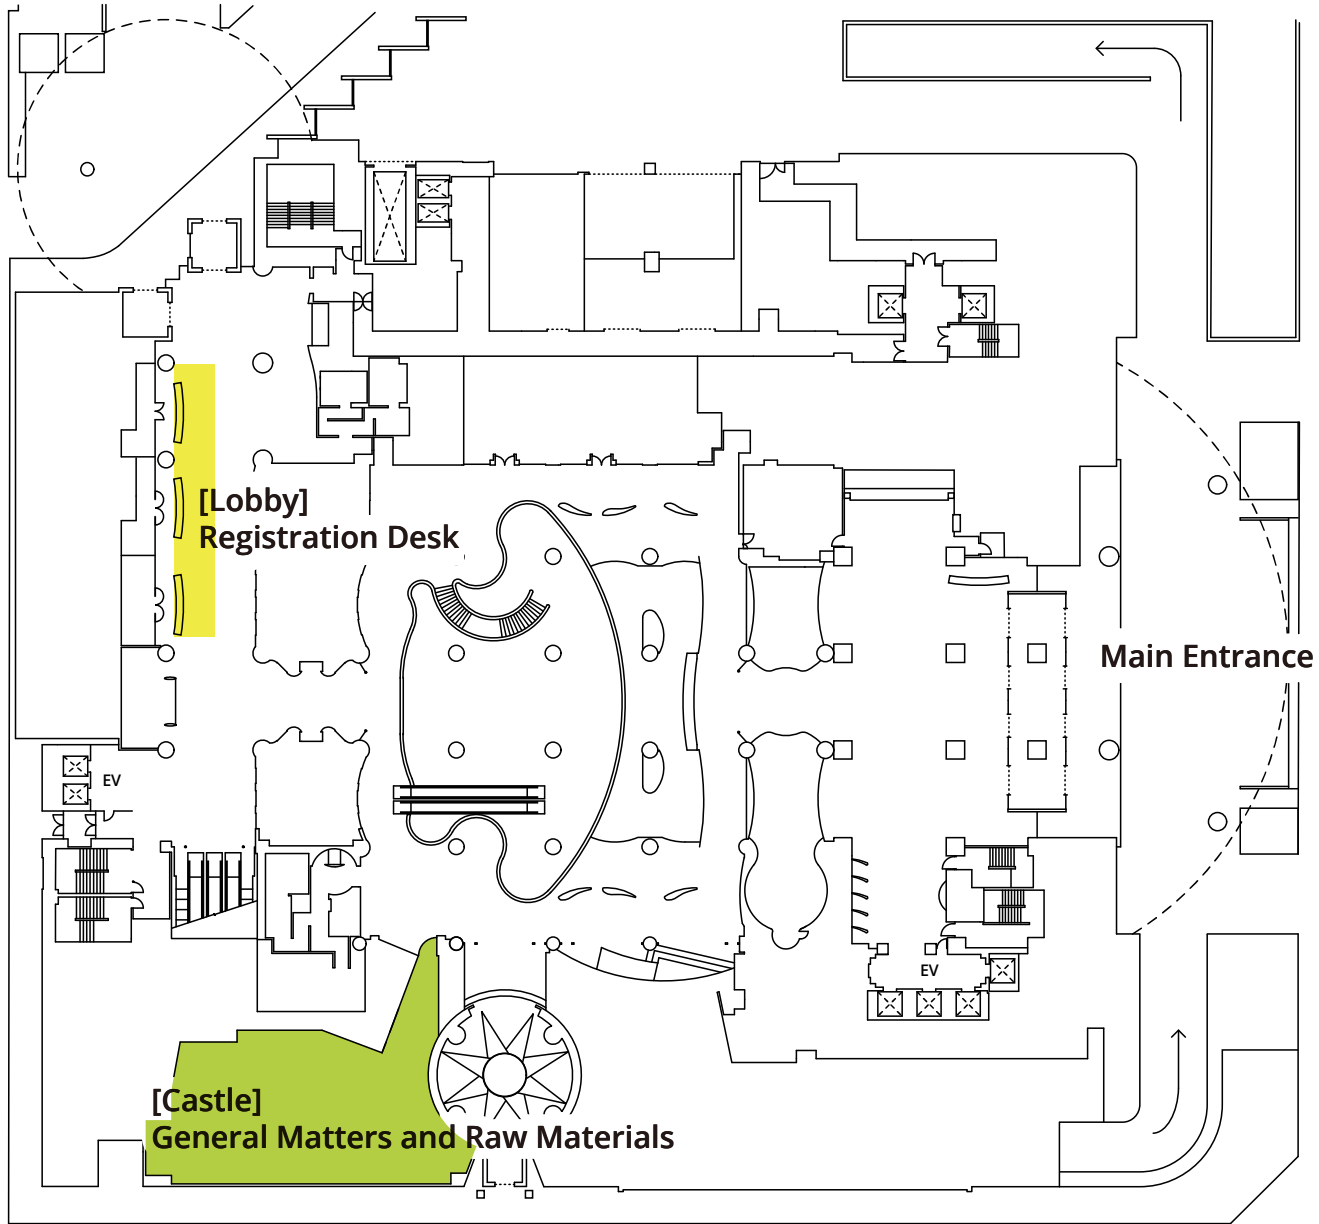 [Lobby]
Registration Desk
Main Entrance
EV
EV
[Castle]
General Matters and Raw Materials